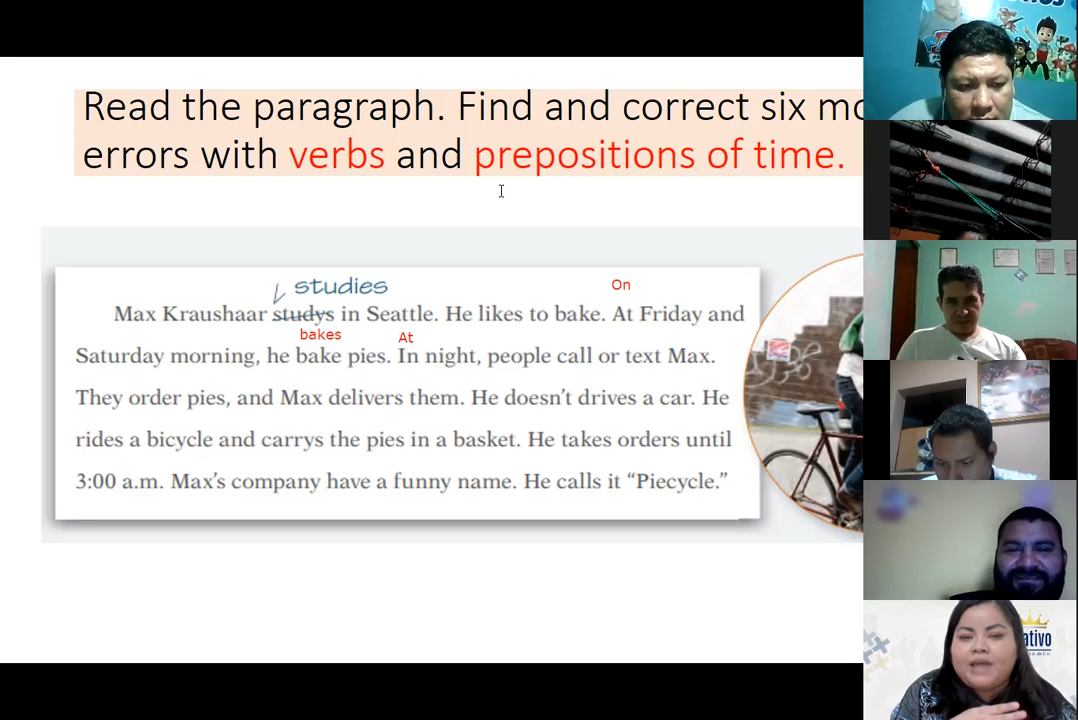 Read the paragraph. Find and correct six
errors with verbs and prepositions of time.
studies
On
Max Kraushaar studys in Seattle. He likes to bake. At Friday and
bakes
At
Saturday morning, he bake pies. In night, people call or text Max.
They order pies, and Max delivers them. He doesn't drives a car. He
rides a bicycle and carrys the pies in a basket. He takes orders until
3:00 a.m. Max's company have a funny name. He calls it “Piecycle.”